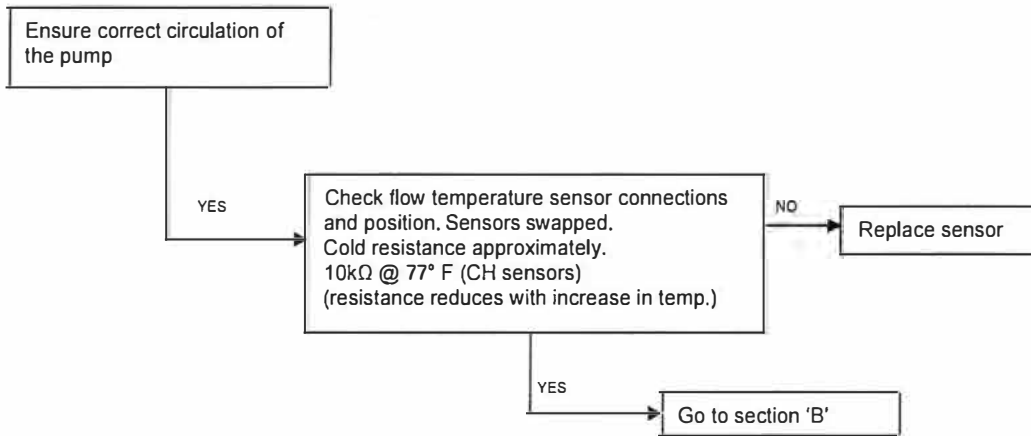 Ensure correct circulation of
the pump
YES
Check flow temperature sensor connections
and position. Sensors swapped.
Cold resistance approximately.
10kΩ @ 77° F (CH sensors)
(resistance reduces with increase in temp.)
NO
Replace sensor
YES
Go to section 'B'